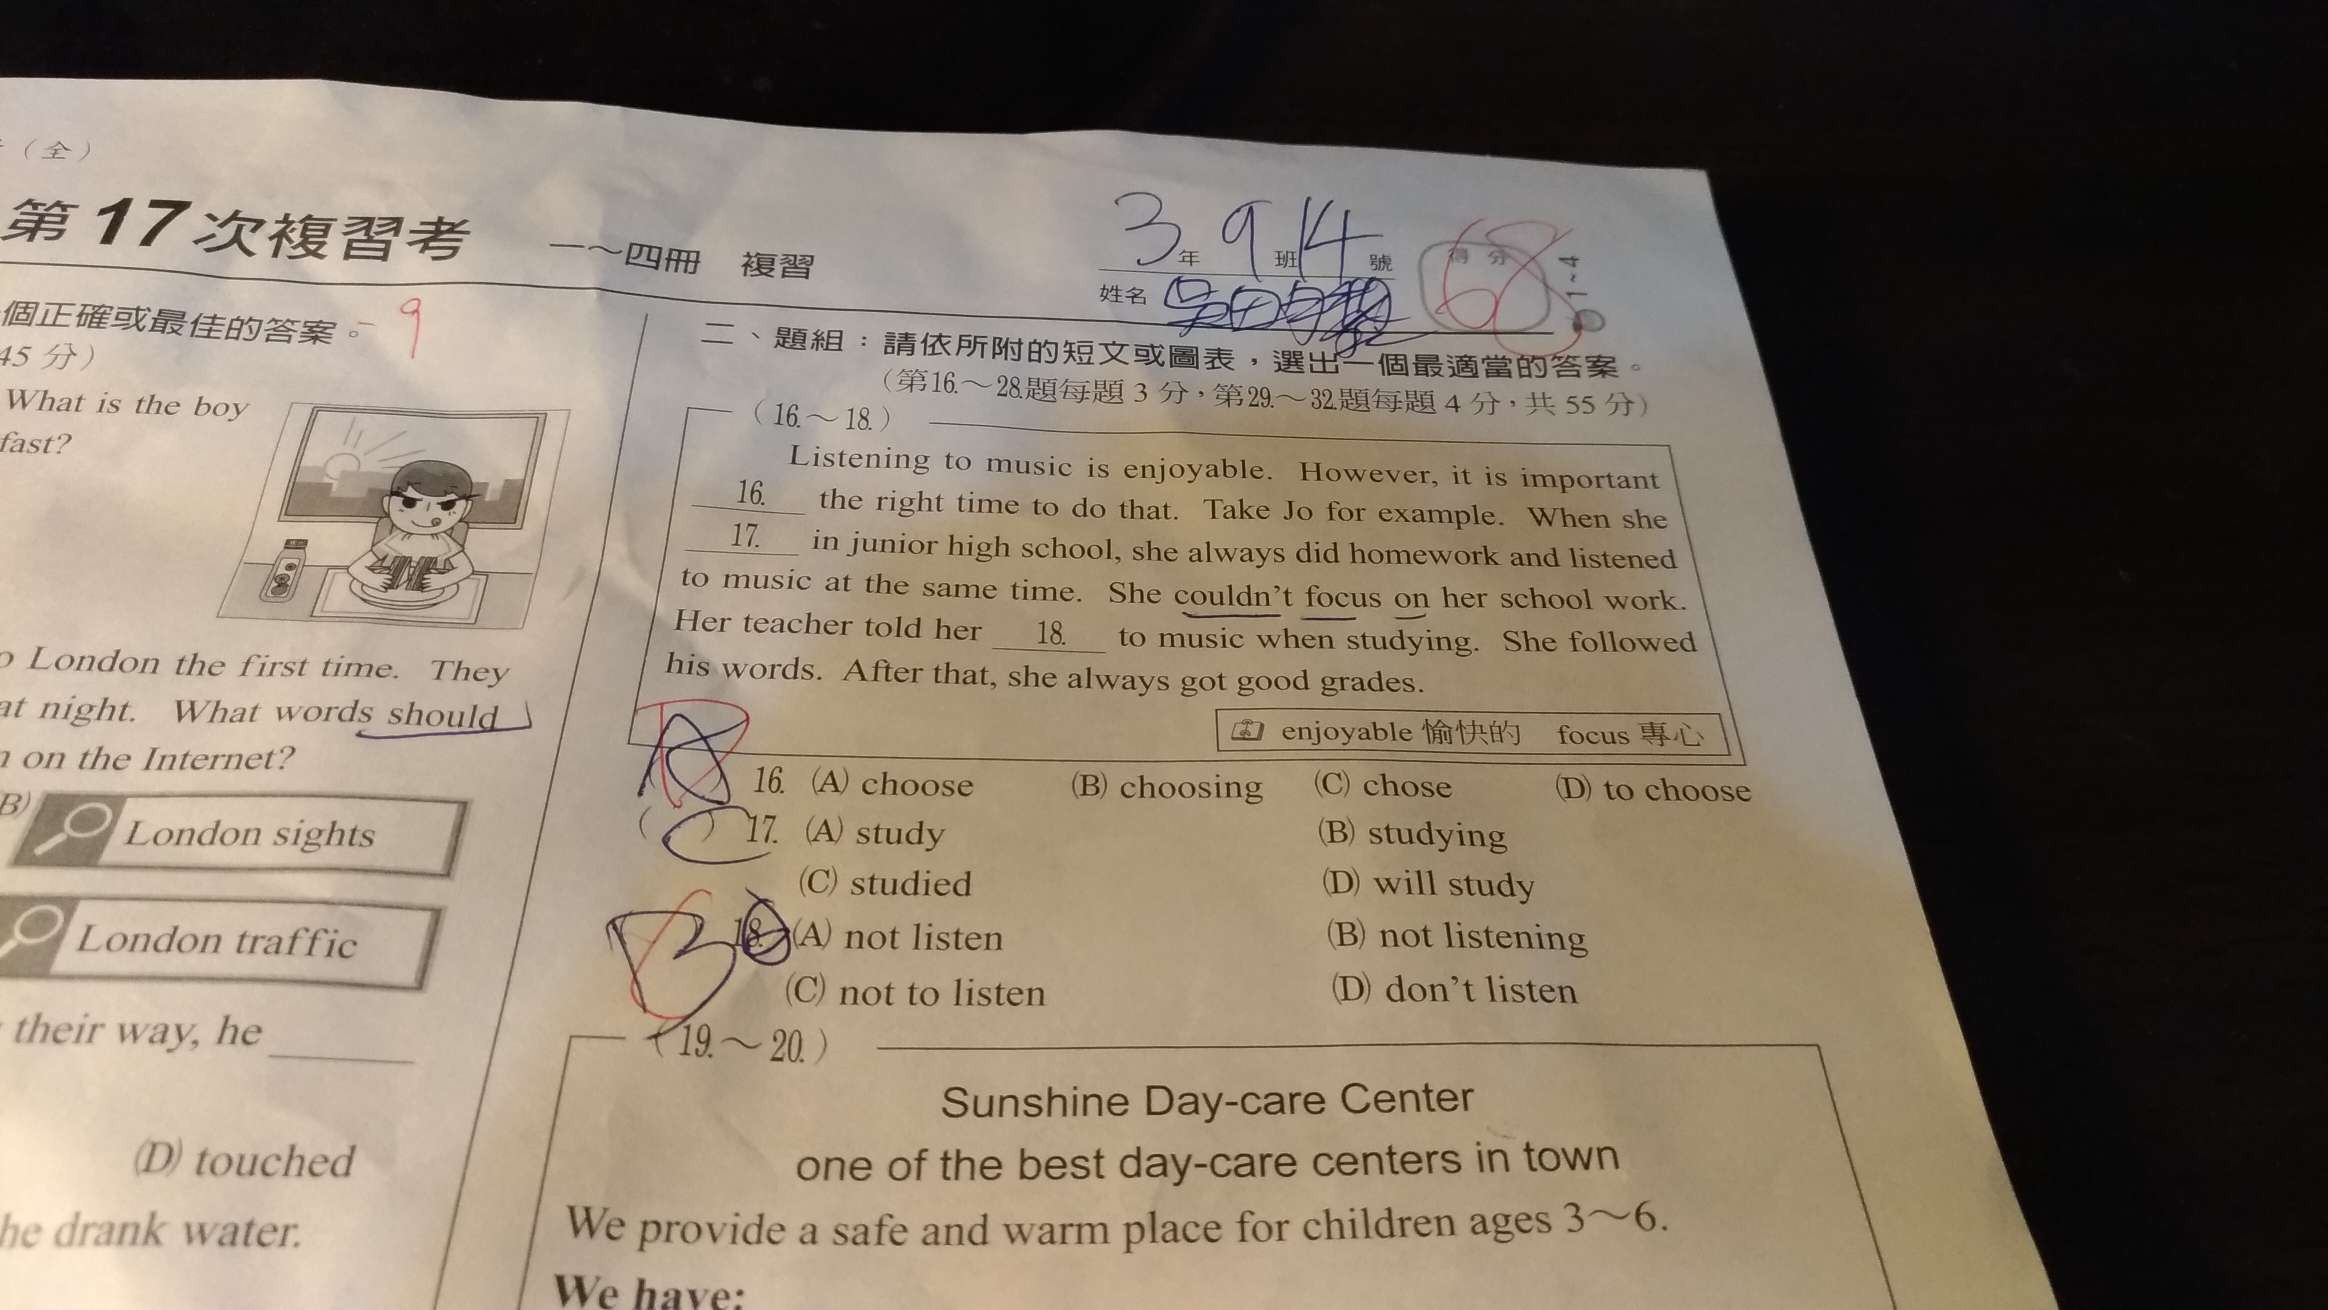 （全）
第17次複習考 一～四冊 複習
3年9班14號
姓名
得分
68
1~4
個正確或最佳的答案。
-9
45分）
What is the boy
fast?
o London the first time. They
at night. What words should
n on the Internet?
B)
London sights
London traffic
their way, he
(D) touched
he drank water.
二、題組：請依所附的短文或圖表，選出一個最適當的答案。
（第16.～28.題每題3分，第29.～32.題每題4分，共55分）
（16.～18.）
Listening to music is enjoyable. However, it is important
16. the right time to do that. Take Jo for example. When she
17. in junior high school, she always did homework and listened
to music at the same time. She couldn't focus on her school work.
Her teacher told her 18. to music when studying. She followed
his words. After that, she always got good grades.
enjoyable 愉快的 focus 專心
16. (A) choose (B) choosing (C) chose (D) to choose
( C ) 17. (A) study (B) studying
(C) studied (D) will study
18. (A) not listen (B) not listening
(C) not to listen (D) don't listen
（19.～20.）
Sunshine Day-care Center
one of the best day-care centers in town
We provide a safe and warm place for children ages 3～6.
We have: